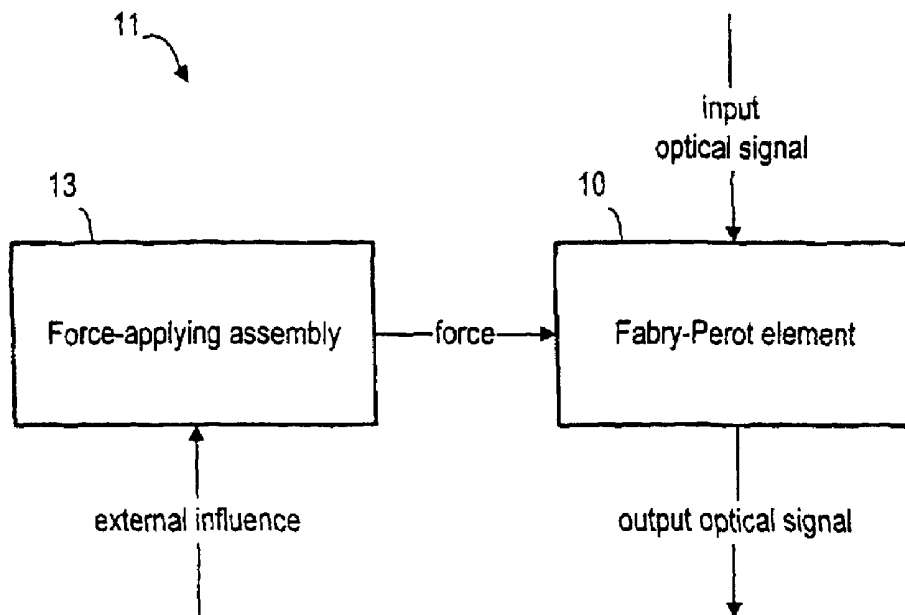 11
input
optical signal
13
10
Force-applying assembly
force
Fabry-Perot element
external influence
output optical signal